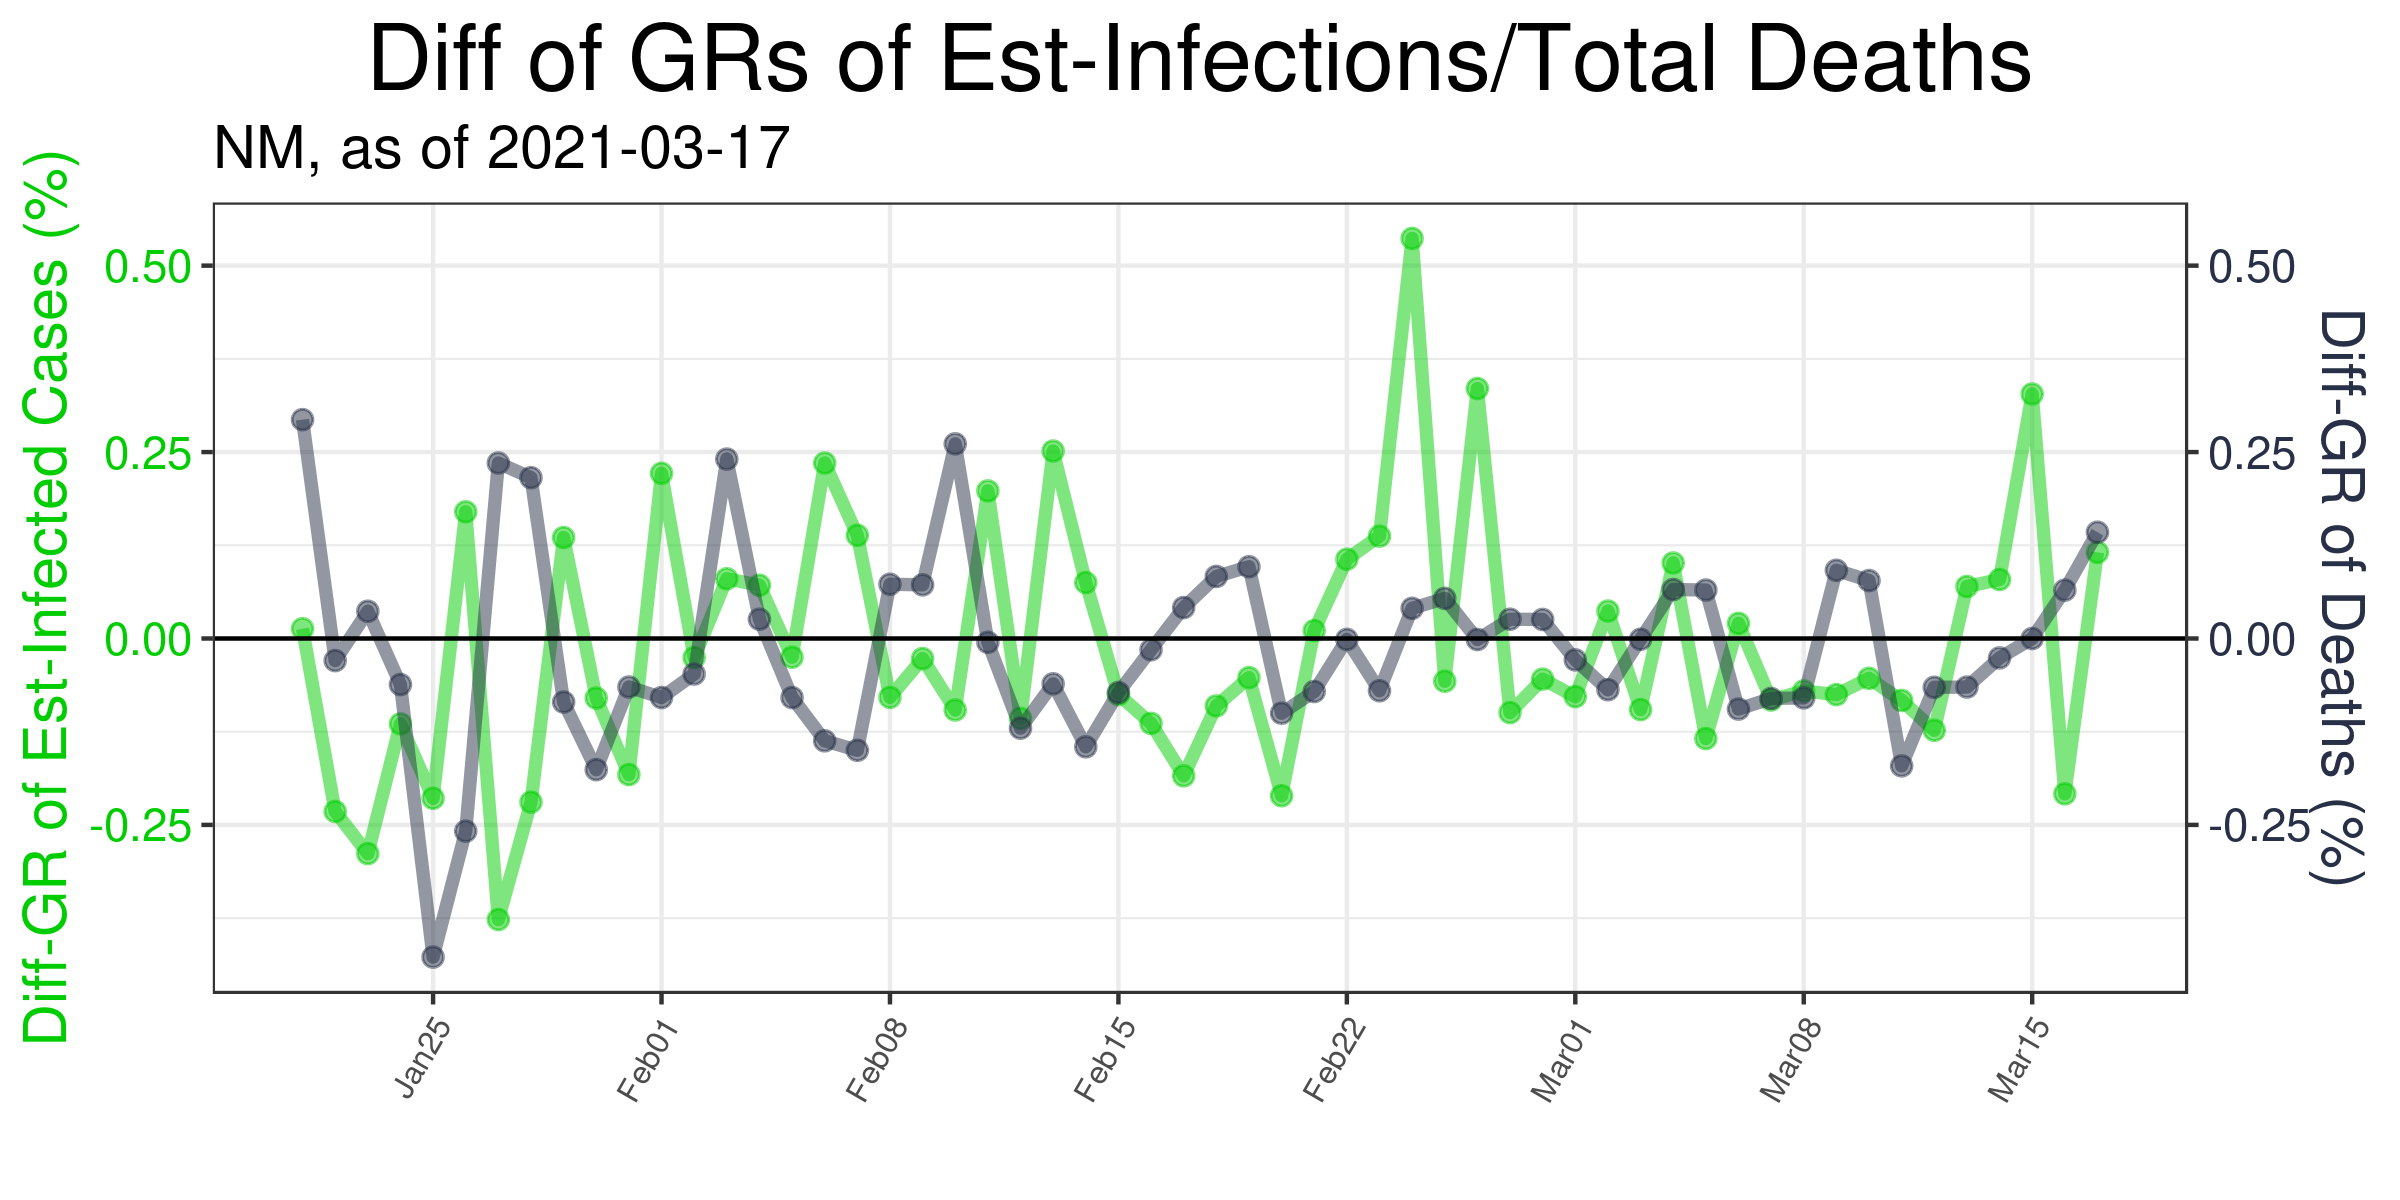 Diff of GRs of Est-Infections/Total Deaths
NM, as of 2021-03-17
Diff-GR of Est-Infected Cases (%)
0.50
0.25
0.00
-0.25
0.50
0.25
0.00
-0.25
Diff-GR of Deaths (%)
Jan25
Feb01
Feb08
Feb15
Feb22
Mar01
Mar08
Mar15